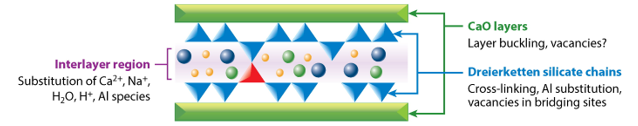 Interlayer region
Substitution of Ca²⁺, Na⁺,
H₂O, H⁺, Al species
CaO layers
Layer buckling, vacancies?
Dreierketten silicate chains
Cross-linking, Al substitution,
vacancies in bridging sites